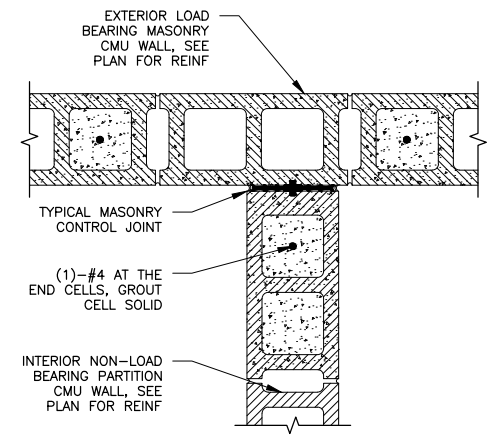 EXTERIOR LOAD
BEARING MASONRY
CMU WALL, SEE
PLAN FOR REINF
TYPICAL MASONRY
CONTROL JOINT
(1)-#4 AT THE
END CELLS, GROUT
CELL SOLID
INTERIOR NON-LOAD
BEARING PARTITION
CMU WALL, SEE
PLAN FOR REINF